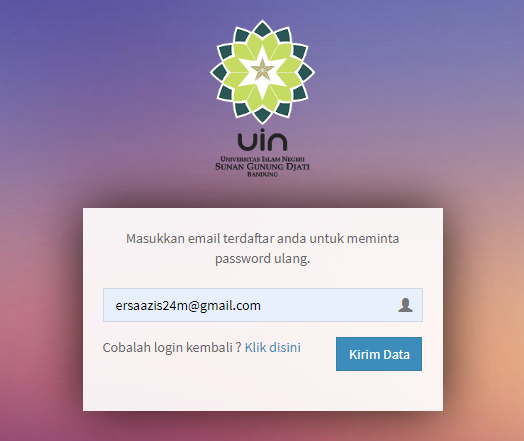 uin
UNIVERSITAS ISLAM NEGERI
SUNAN GUNUNG DJATI
BANDUNG
Masukkan email terdaftar anda untuk meminta
password ulang.
ersaazis24m@gmail.com
Cobalah login kembali ? Klik disini
Kirim Data